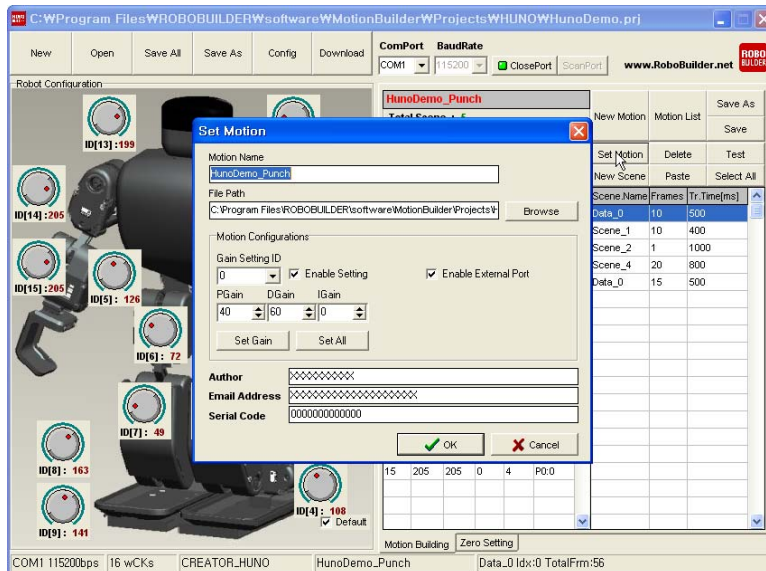 C:₩Program Files₩ROBOBUILDER₩software₩MotionBuilder₩Projects₩HUNO₩HunoDemo.prj
New Open Save All Save As Config Download
ComPort BaudRate
COM1 115200 ClosePort ScanPort www.RoboBuilder.net ROBO
BUILDER
Robot Configuration
HunoDemo_Punch
Total Scene : 5
New Motion Motion List Save As
Save
Set Motion Delete Test
New Scene Paste Select All
Scene.Name Frames Tr.Time[ms]
Data_0 10 500
Scene_1 10 400
Scene_2 1 1000
Scene_4 20 800
Data_0 15 500
ID[13]:199
ID[14]:205
ID[15]:205
ID[5]: 126
ID[6]: 72
ID[7]: 49
ID[8]: 163
ID[9]: 141
ID[4]: 108
Default
Set Motion
Motion Name
HunoDemo_Punch
File Path
C:₩Program Files₩ROBOBUILDER₩software₩MotionBuilder₩Projects₩H
Browse
Motion Configurations
Gain Setting ID
0 Enable Setting Enable External Port
PGain DGain IGain
40 60 0
Set Gain Set All
Author XXXXXXXXXX
Email Address XXXXXXXXXXXXXXXXXXXX
Serial Code 0000000000000
OK Cancel
15 205 205 0 4 P0:0
Motion Building Zero Setting
COM1 115200bps 16 wCKs CREATOR_HUNO HunoDemo_Punch Data_0 Idx:0 TotalFrm:56